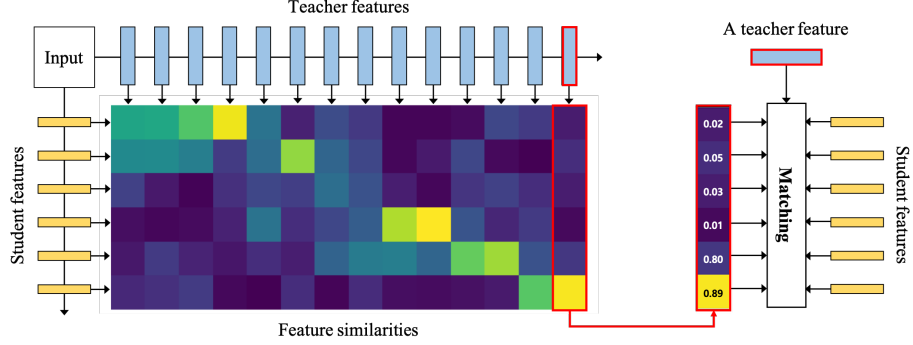 Teacher features
A teacher feature
Input
Student features
Feature similarities
0.02
0.05
0.03
0.01
0.80
0.89
Matching
Student features